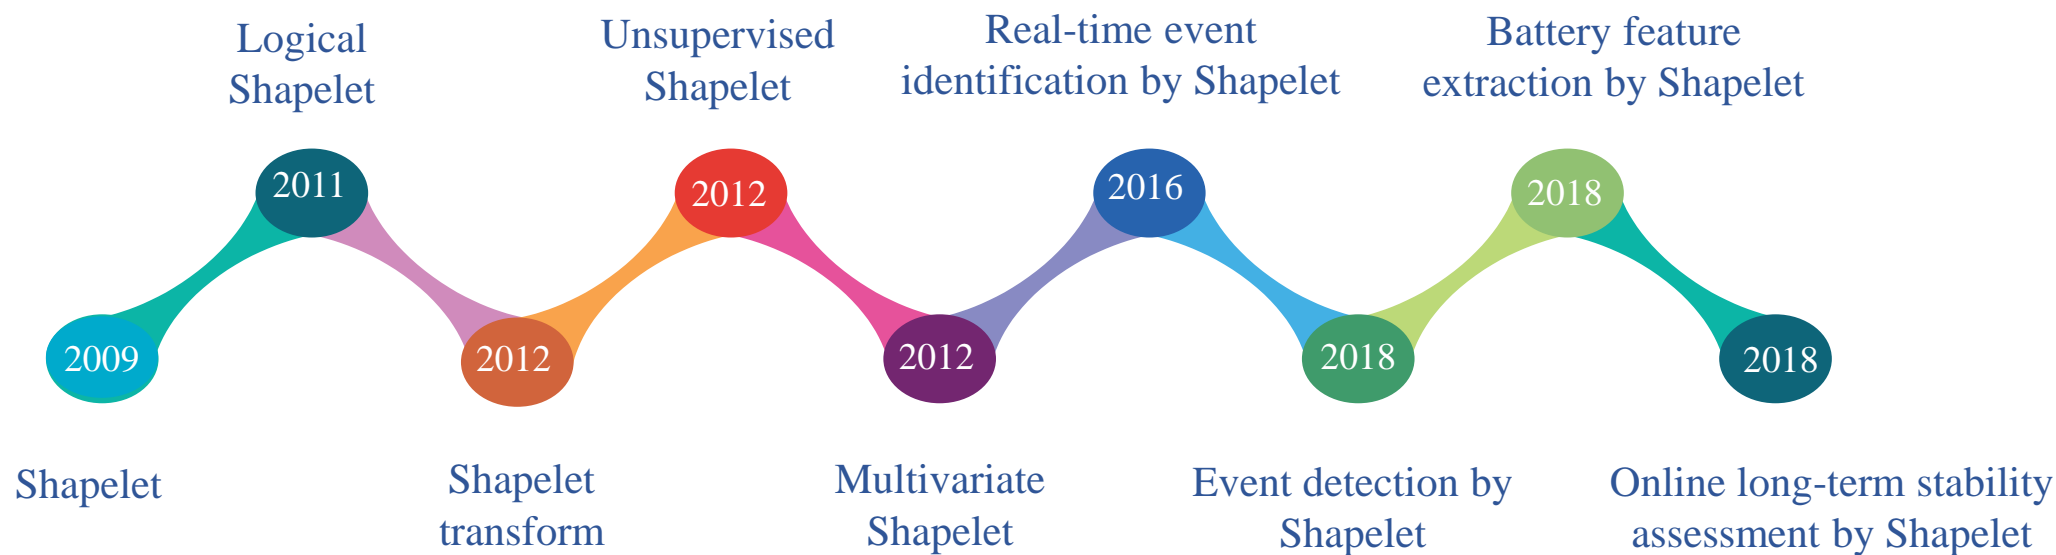 Logical
Shapelet
Unsupervised
Shapelet
Real-time event
identification by Shapelet
Battery feature
extraction by Shapelet
2011
2012
2016
2018
2009
2012
2012
2018
2018
Shapelet
Shapelet
transform
Multivariate
Shapelet
Event detection by
Shapelet
Online long-term stability
assessment by Shapelet